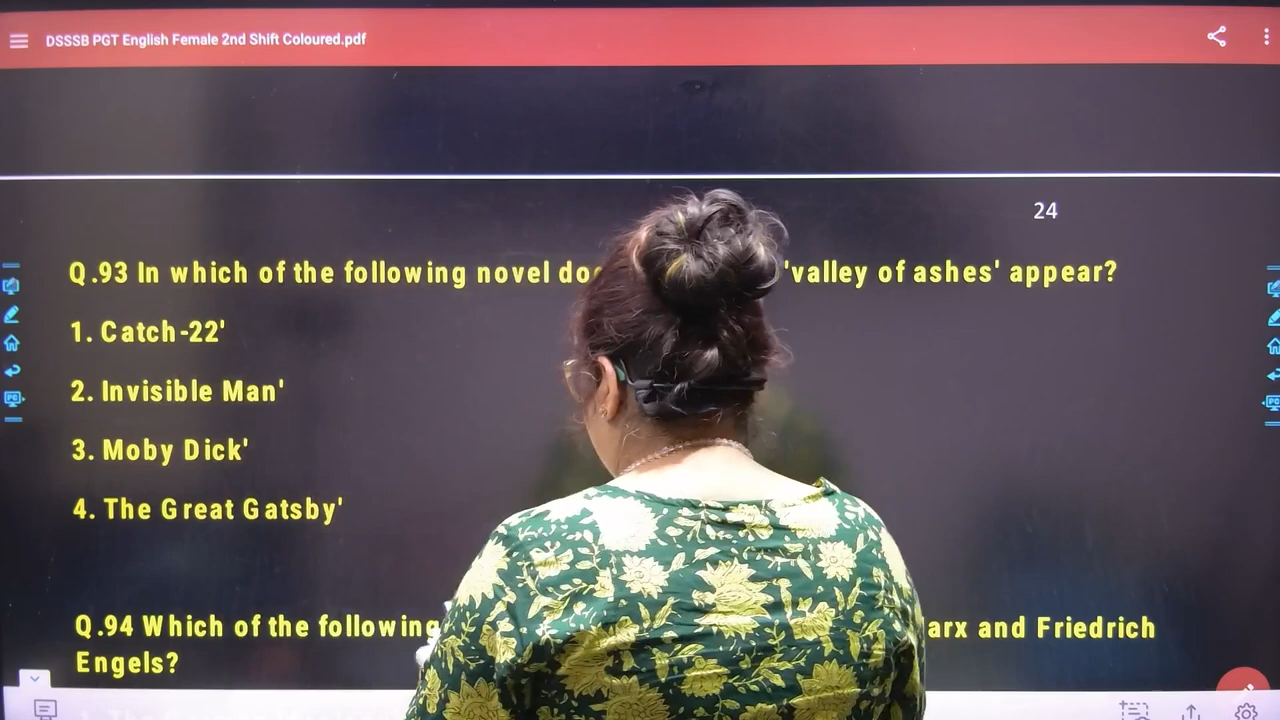 DSSSB PGT English Female 2nd Shift Coloured.pdf
24
Q.93 In which of the following novel 'valley of ashes' appear?
1. Catch-22'
2. Invisible Man'
3. Moby Dick'
4. The Great Gatsby'
Q.94 Which of the following and Friedrich
Engels?